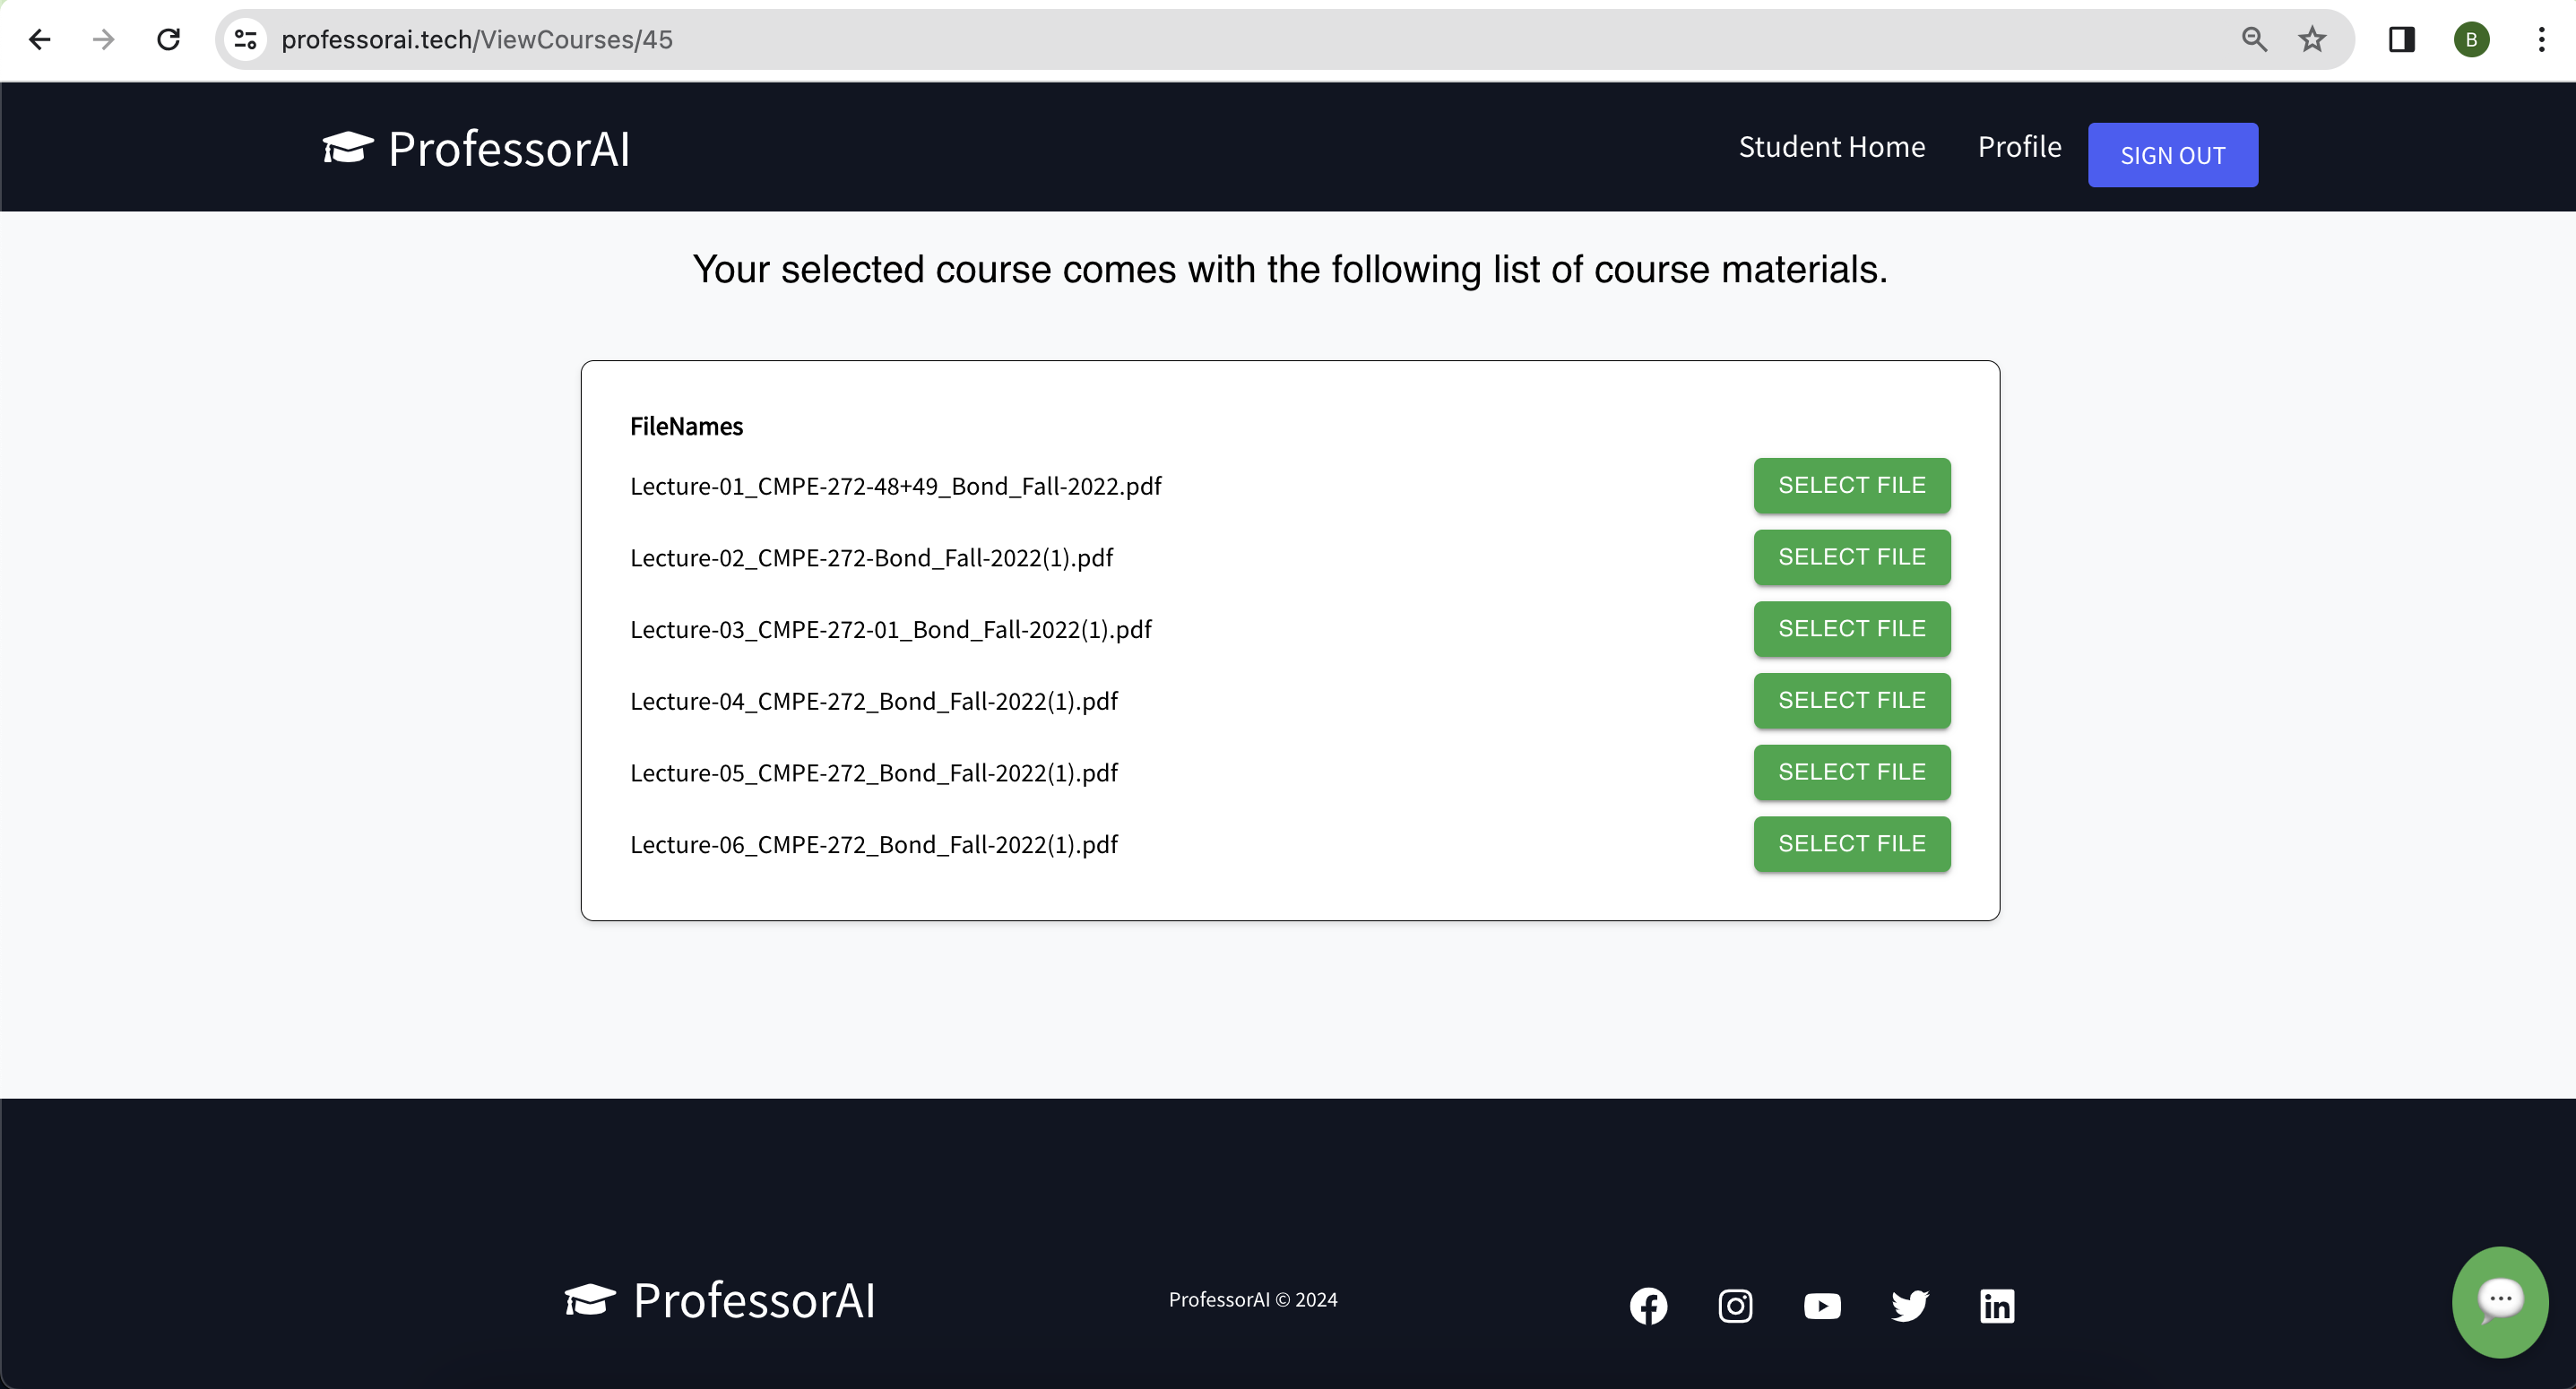 professorai.tech/ViewCourses/45
B
ProfessorAI
Student Home
Profile
SIGN OUT
Your selected course comes with the following list of course materials.
FileNames
Lecture-01_CMPE-272-48+49_Bond_Fall-2022.pdf
SELECT FILE
Lecture-02_CMPE-272-Bond_Fall-2022(1).pdf
SELECT FILE
Lecture-03_CMPE-272-01_Bond_Fall-2022(1).pdf
SELECT FILE
Lecture-04_CMPE-272_Bond_Fall-2022(1).pdf
SELECT FILE
Lecture-05_CMPE-272_Bond_Fall-2022(1).pdf
SELECT FILE
Lecture-06_CMPE-272_Bond_Fall-2022(1).pdf
SELECT FILE
ProfessorAI
ProfessorAI © 2024